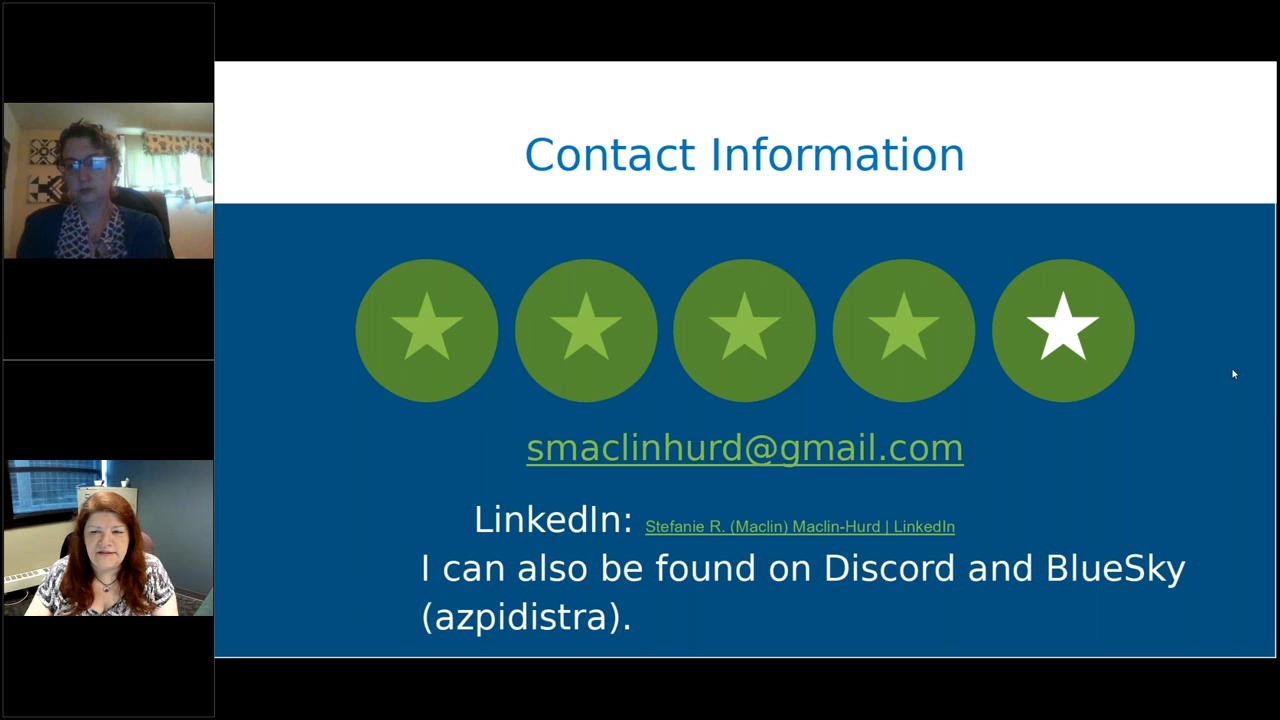 Contact Information
smaclinhurd@gmail.com
LinkedIn: Stefanie R. (Maclin) Maclin-Hurd | LinkedIn
I can also be found on Discord and BlueSky
(azpidistra).